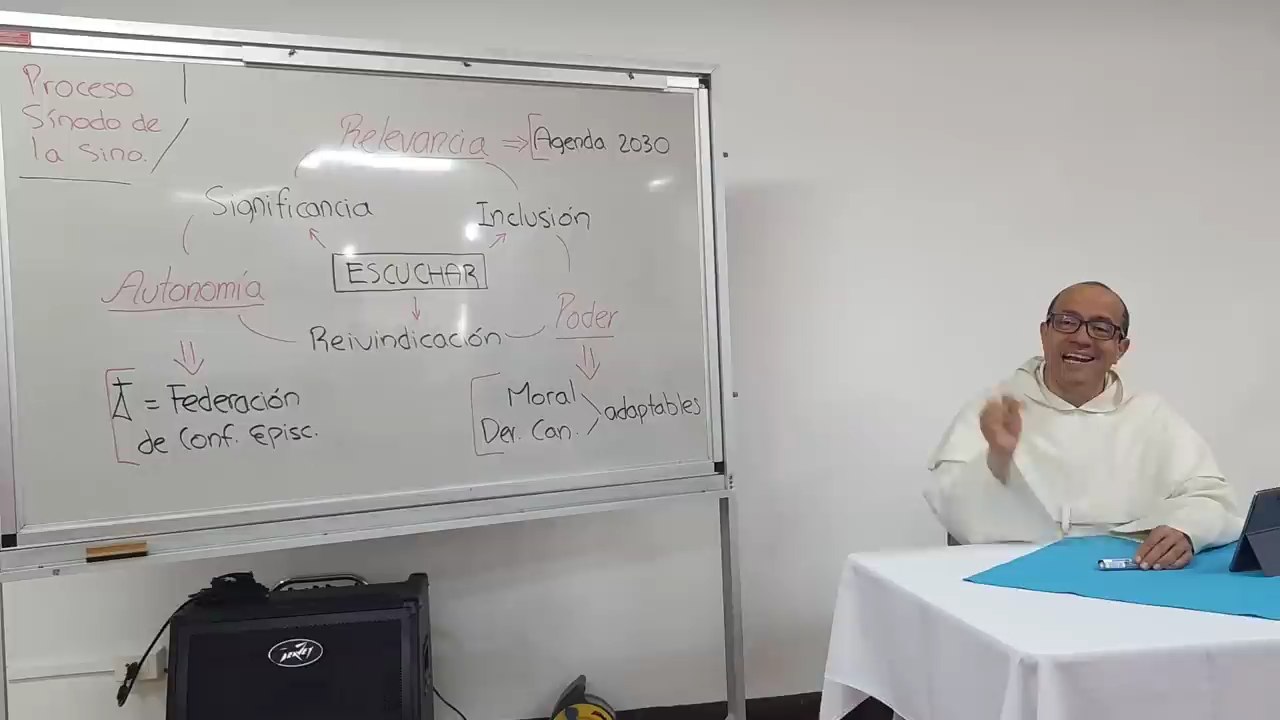 Proceso
Sínodo de
la Sino.
Relevancia ⇒ [Agenda 2030
Significancia
Inclusión
ESCUCHAR
Autonomía
Poder
Reivindicación
= Federación
de Conf. Episc.
Moral
Der. Can.
adaptables
PEAVEY